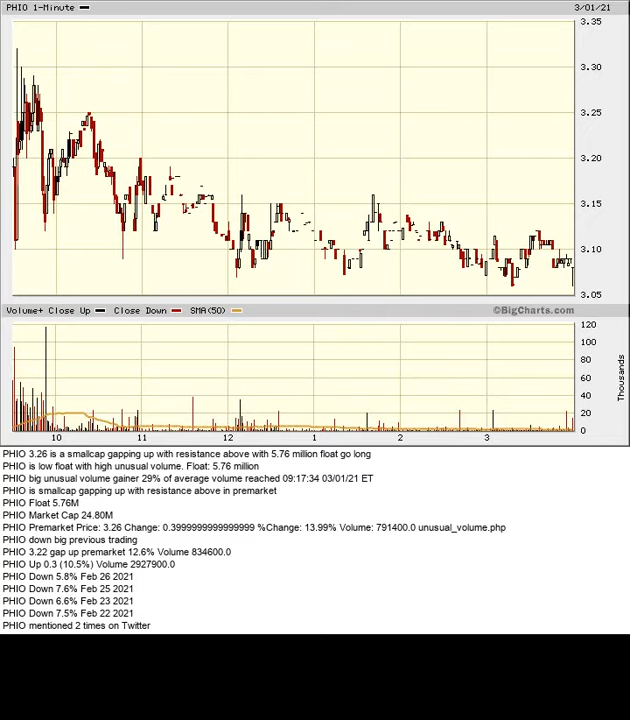 PHIO 1-Minute 3/01/21
3.35
3.30
3.25
3.20
3.15
3.10
3.05
Volume+ Close Up Close Down SMA(50) ©BigCharts.com
120
100
80
60
40
20
0
Thousands
10 11 12 1 2 3
PHIO 3.26 is a smallcap gapping up with resistance above with 5.76 million float go long
PHIO is low float with high unusual volume. Float: 5.76 million
PHIO big unusual volume gainer 29% of average volume reached 09:17:34 03/01/21 ET
PHIO is smallcap gapping up with resistance above in premarket
PHIO Float 5.76M
PHIO Market Cap 24.80M
PHIO Premarket Price: 3.26 Change: 0.3999999999999999 %Change: 13.99% Volume: 791400.0 unusual_volume.php
PHIO down big previous trading
PHIO 3.22 gap up premarket 12.6% Volume 834600.0
PHIO Up 0.3 (10.5%) Volume 2927900.0
PHIO Down 5.8% Feb 26 2021
PHIO Down 7.6% Feb 25 2021
PHIO Down 6.6% Feb 23 2021
PHIO Down 7.5% Feb 22 2021
PHIO mentioned 2 times on Twitter